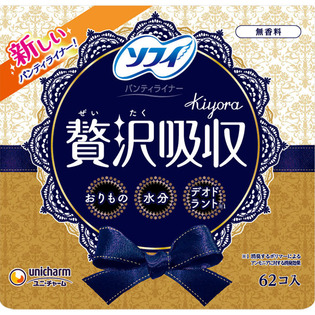 新しい
パンティライナー!
無香料
ソフィ
パンティライナー
Kiyora
ぜいたく
贅沢吸収
おりもの
水分
デオド
ラント
unicharm
ユニ・チャーム
62コ入